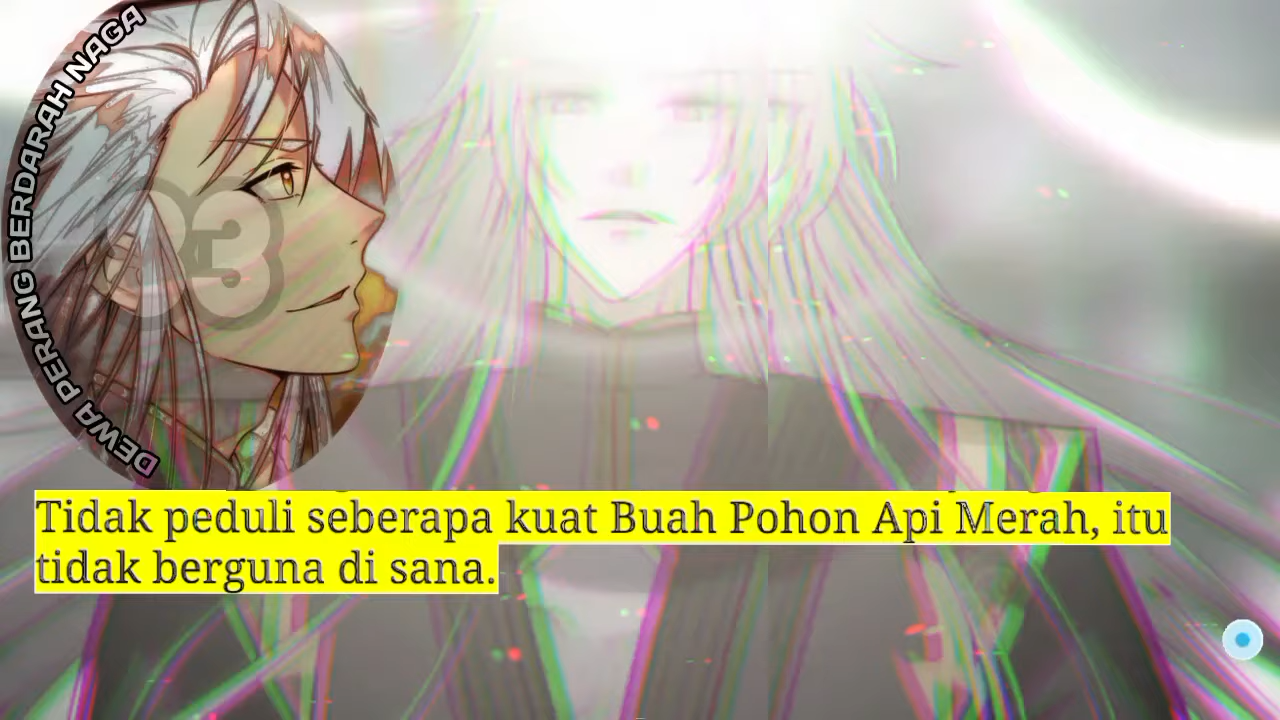 DEWA PERANG BERDARAH NAGA
Tidak peduli seberapa kuat Buah Pohon Api Merah, itu
tidak berguna di sana.